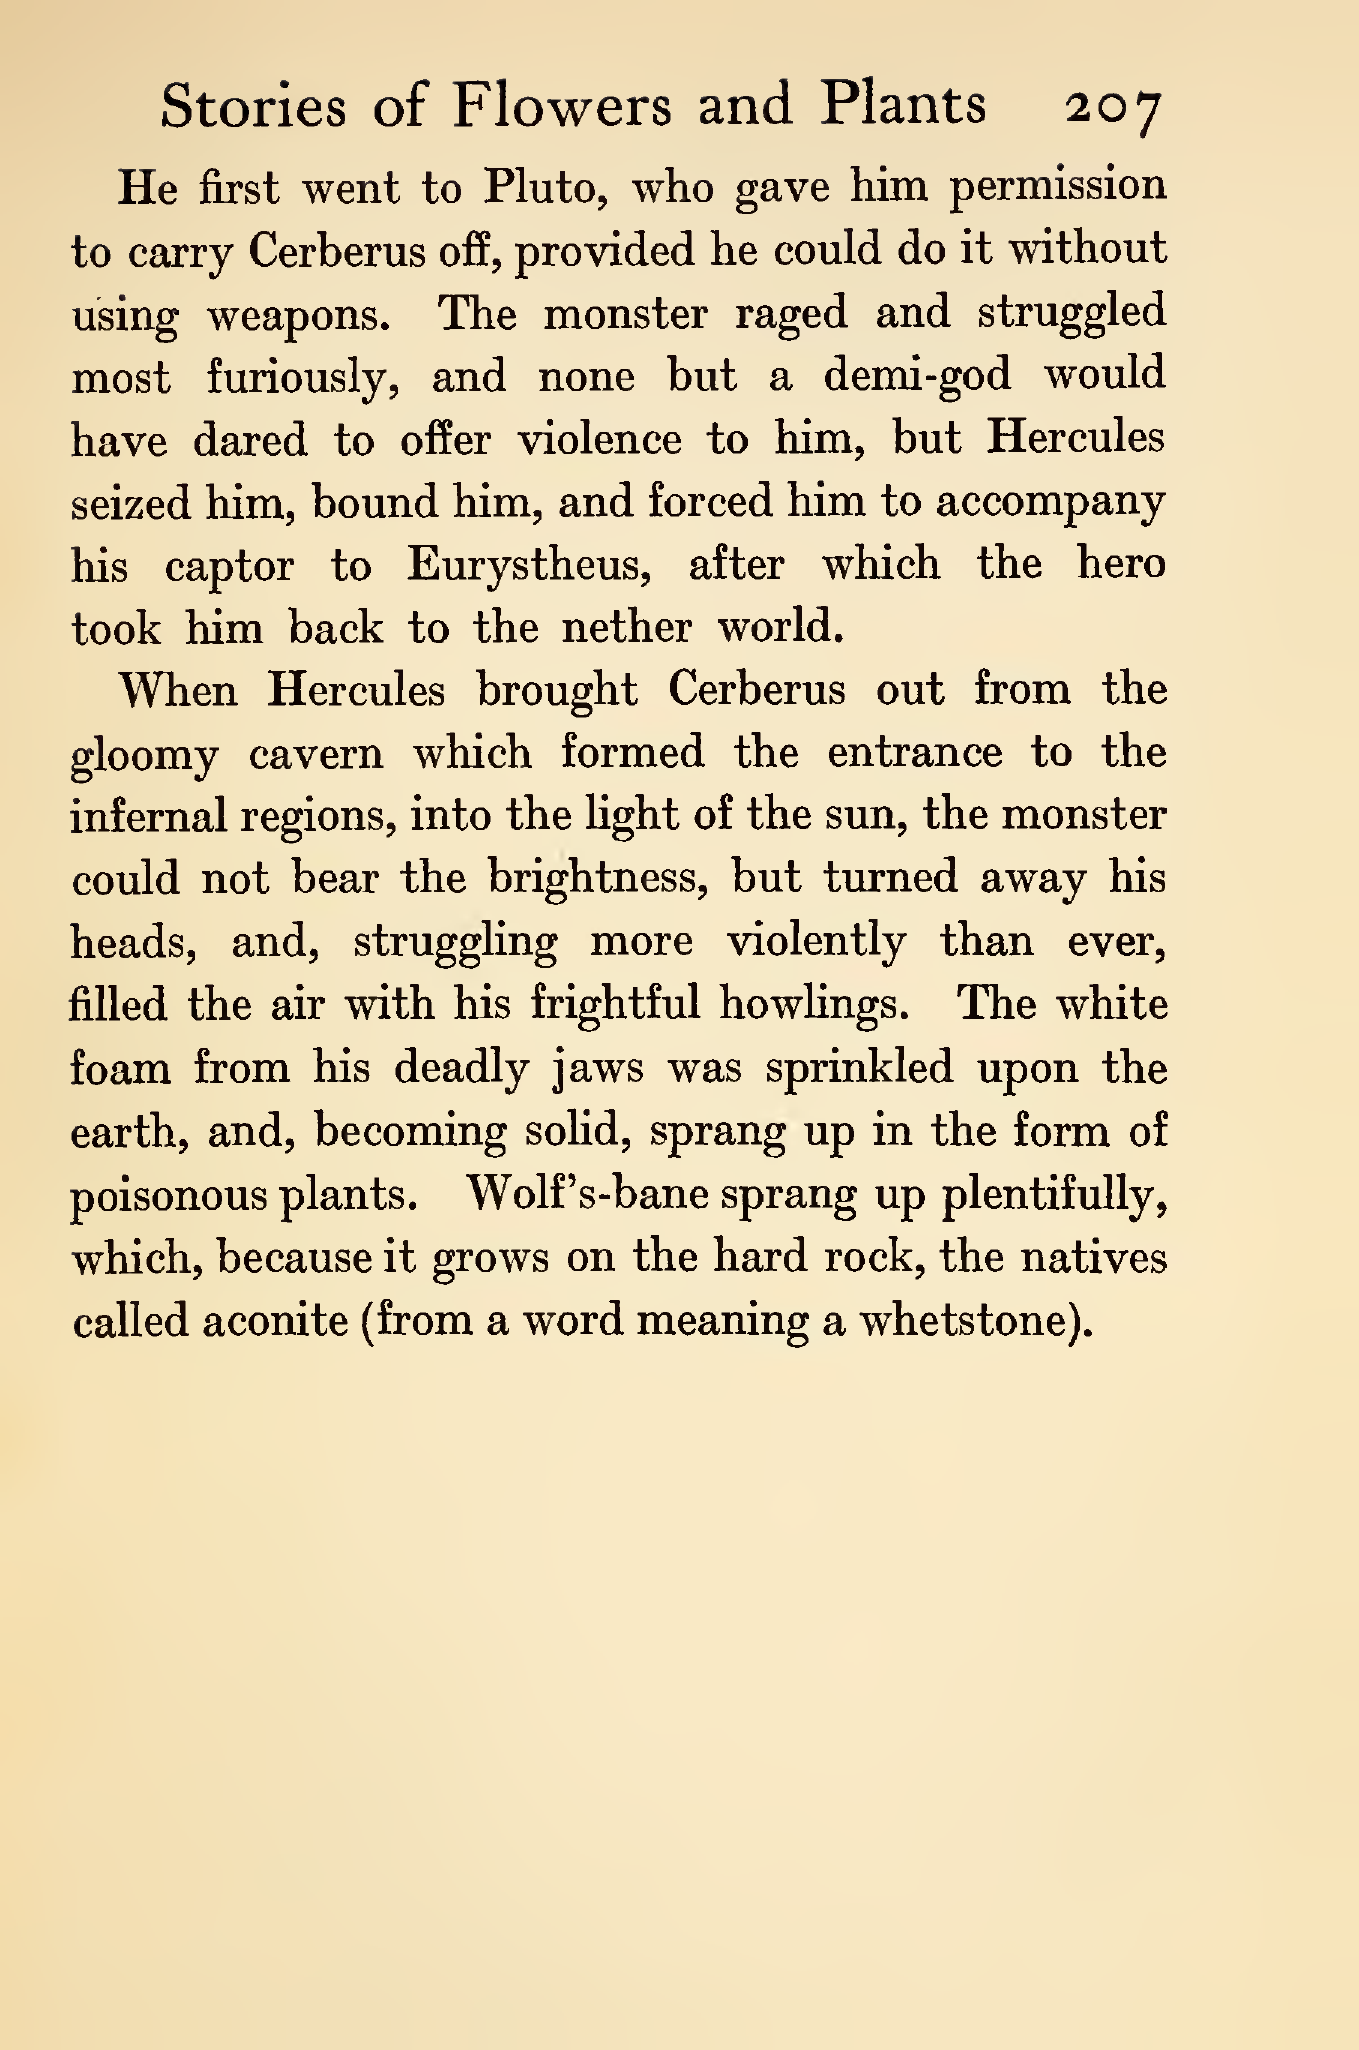 Stories of Flowers and Plants 207
He first went to Pluto, who gave him permission
to carry Cerberus off, provided he could do it without
using weapons. The monster raged and struggled
most furiously, and none but a demi-god would
have dared to offer violence to him, but Hercules
seized him, bound him, and forced him to accompany
his captor to Eurystheus, after which the hero
took him back to the nether world.
When Hercules brought Cerberus out from the
gloomy cavern which formed the entrance to the
infernal regions, into the light of the sun, the monster
could not bear the brightness, but turned away his
heads, and, struggling more violently than ever,
filled the air with his frightful howlings. The white
foam from his deadly jaws was sprinkled upon the
earth, and, becoming solid, sprang up in the form of
poisonous plants. Wolf's-bane sprang up plentifully,
which, because it grows on the hard rock, the natives
called aconite (from a word meaning a whetstone).